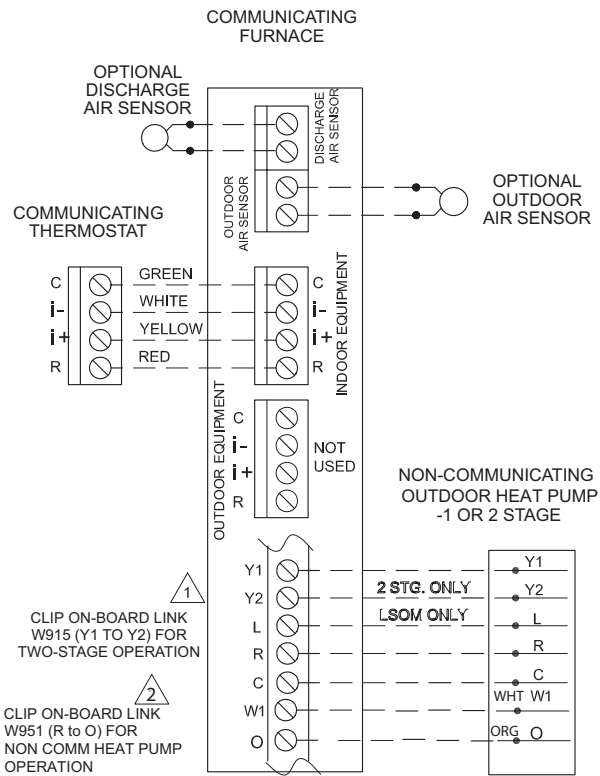 COMMUNICATING
FURNACE
OPTIONAL
DISCHARGE
AIR SENSOR
DISCHARGE
AIR SENSOR
OUTDOOR
AIR SENSOR
OPTIONAL
OUTDOOR
AIR SENSOR
COMMUNICATING
THERMOSTAT
C
i-
i+
R
GREEN
WHITE
YELLOW
RED
C
i-
i+
R
INDOOR EQUIPMENT
OUTDOOR EQUIPMENT
C
i-
i+
R
NOT
USED
NON-COMMUNICATING
OUTDOOR HEAT PUMP
-1 OR 2 STAGE
Y1
Y2
L
R
C
W1
O
2 STG. ONLY
LSOM ONLY
Y1
Y2
L
R
C
WHT W1
ORG O
1
CLIP ON-BOARD LINK
W915 (Y1 TO Y2) FOR
TWO-STAGE OPERATION
2
CLIP ON-BOARD LINK
W951 (R to O) FOR
NON COMM HEAT PUMP
OPERATION